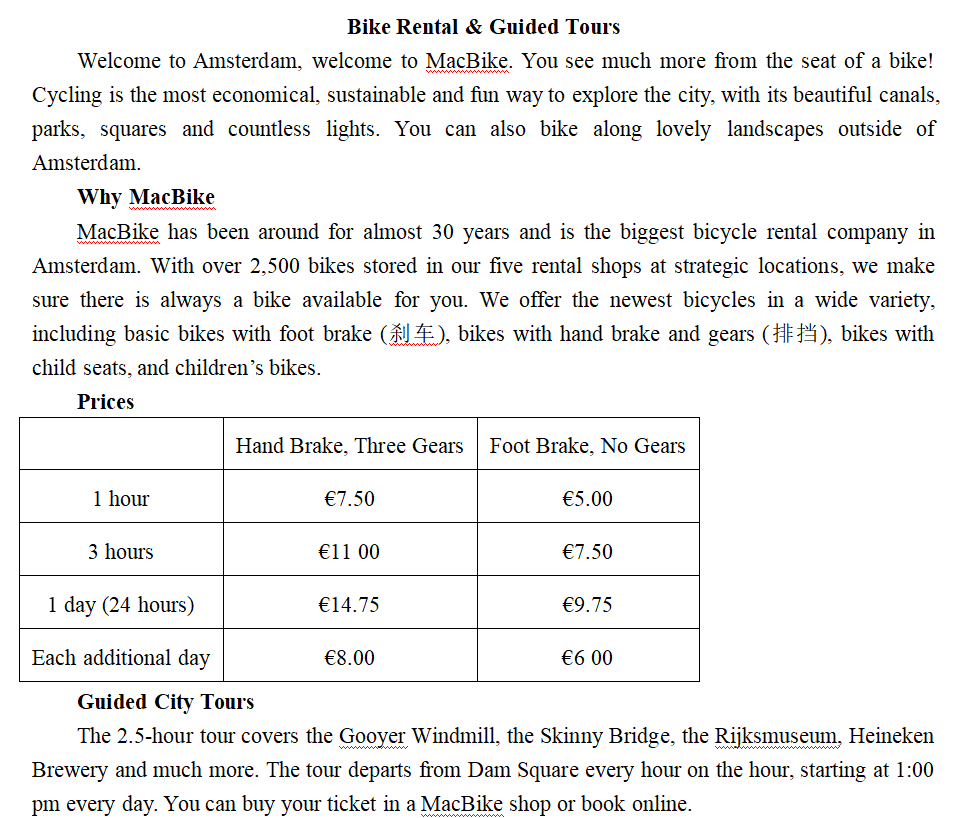 Bike Rental & Guided Tours
Welcome to Amsterdam, welcome to MacBike. You see much more from the seat of a bike!
Cycling is the most economical, sustainable and fun way to explore the city, with its beautiful canals,
parks, squares and countless lights. You can also bike along lovely landscapes outside of
Amsterdam.
Why MacBike
MacBike has been around for almost 30 years and is the biggest bicycle rental company in
Amsterdam. With over 2,500 bikes stored in our five rental shops at strategic locations, we make
sure there is always a bike available for you. We offer the newest bicycles in a wide variety,
including basic bikes with foot brake (刹车), bikes with hand brake and gears (排挡), bikes with
child seats, and children’s bikes.
Prices
Hand Brake, Three Gears Foot Brake, No Gears
1 hour €7.50 €5.00
3 hours €11 00 €7.50
1 day (24 hours) €14.75 €9.75
Each additional day €8.00 €6 00
Guided City Tours
The 2.5-hour tour covers the Gooyer Windmill, the Skinny Bridge, the Rijksmuseum, Heineken
Brewery and much more. The tour departs from Dam Square every hour on the hour, starting at 1:00
pm every day. You can buy your ticket in a MacBike shop or book online.